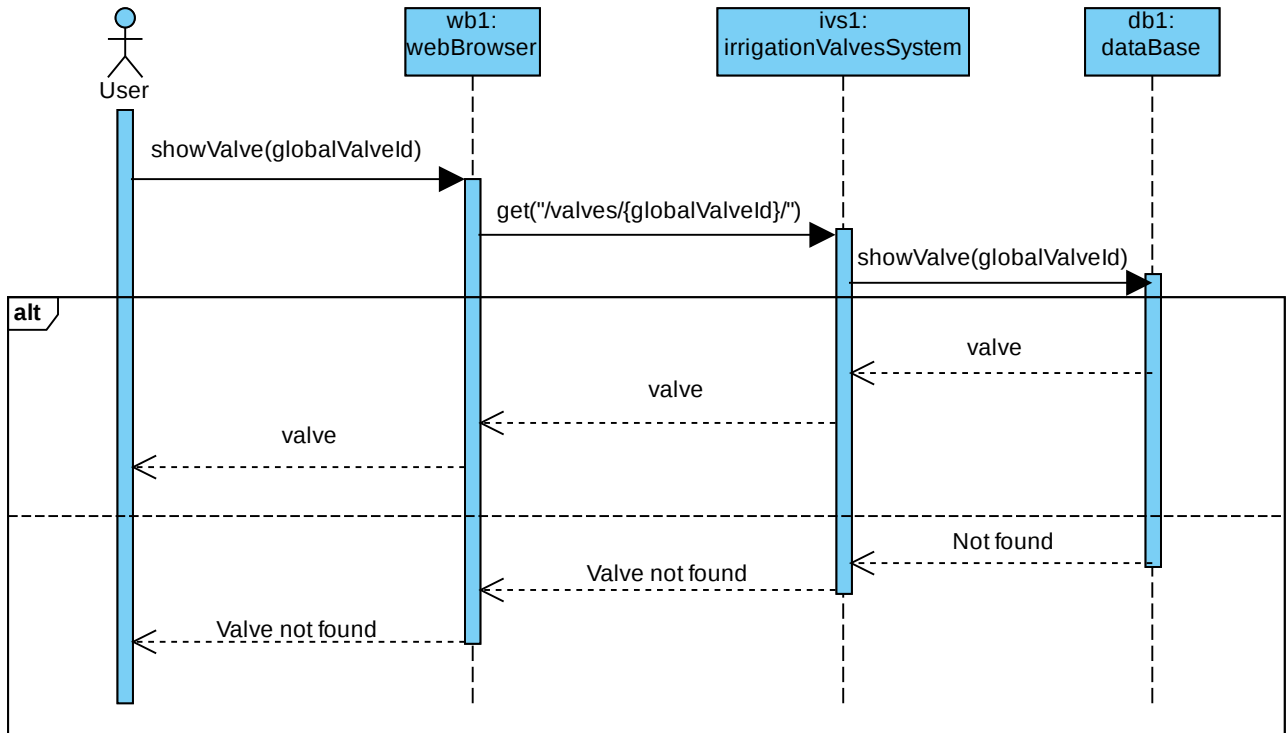 wb1:
webBrowser
ivs1:
irrigationValvesSystem
db1:
dataBase
User
showValve(globalValveId)
get("/valves/{globalValveId}/")
showValve(globalValveId)
alt
valve
valve
valve
Not found
Valve not found
Valve not found